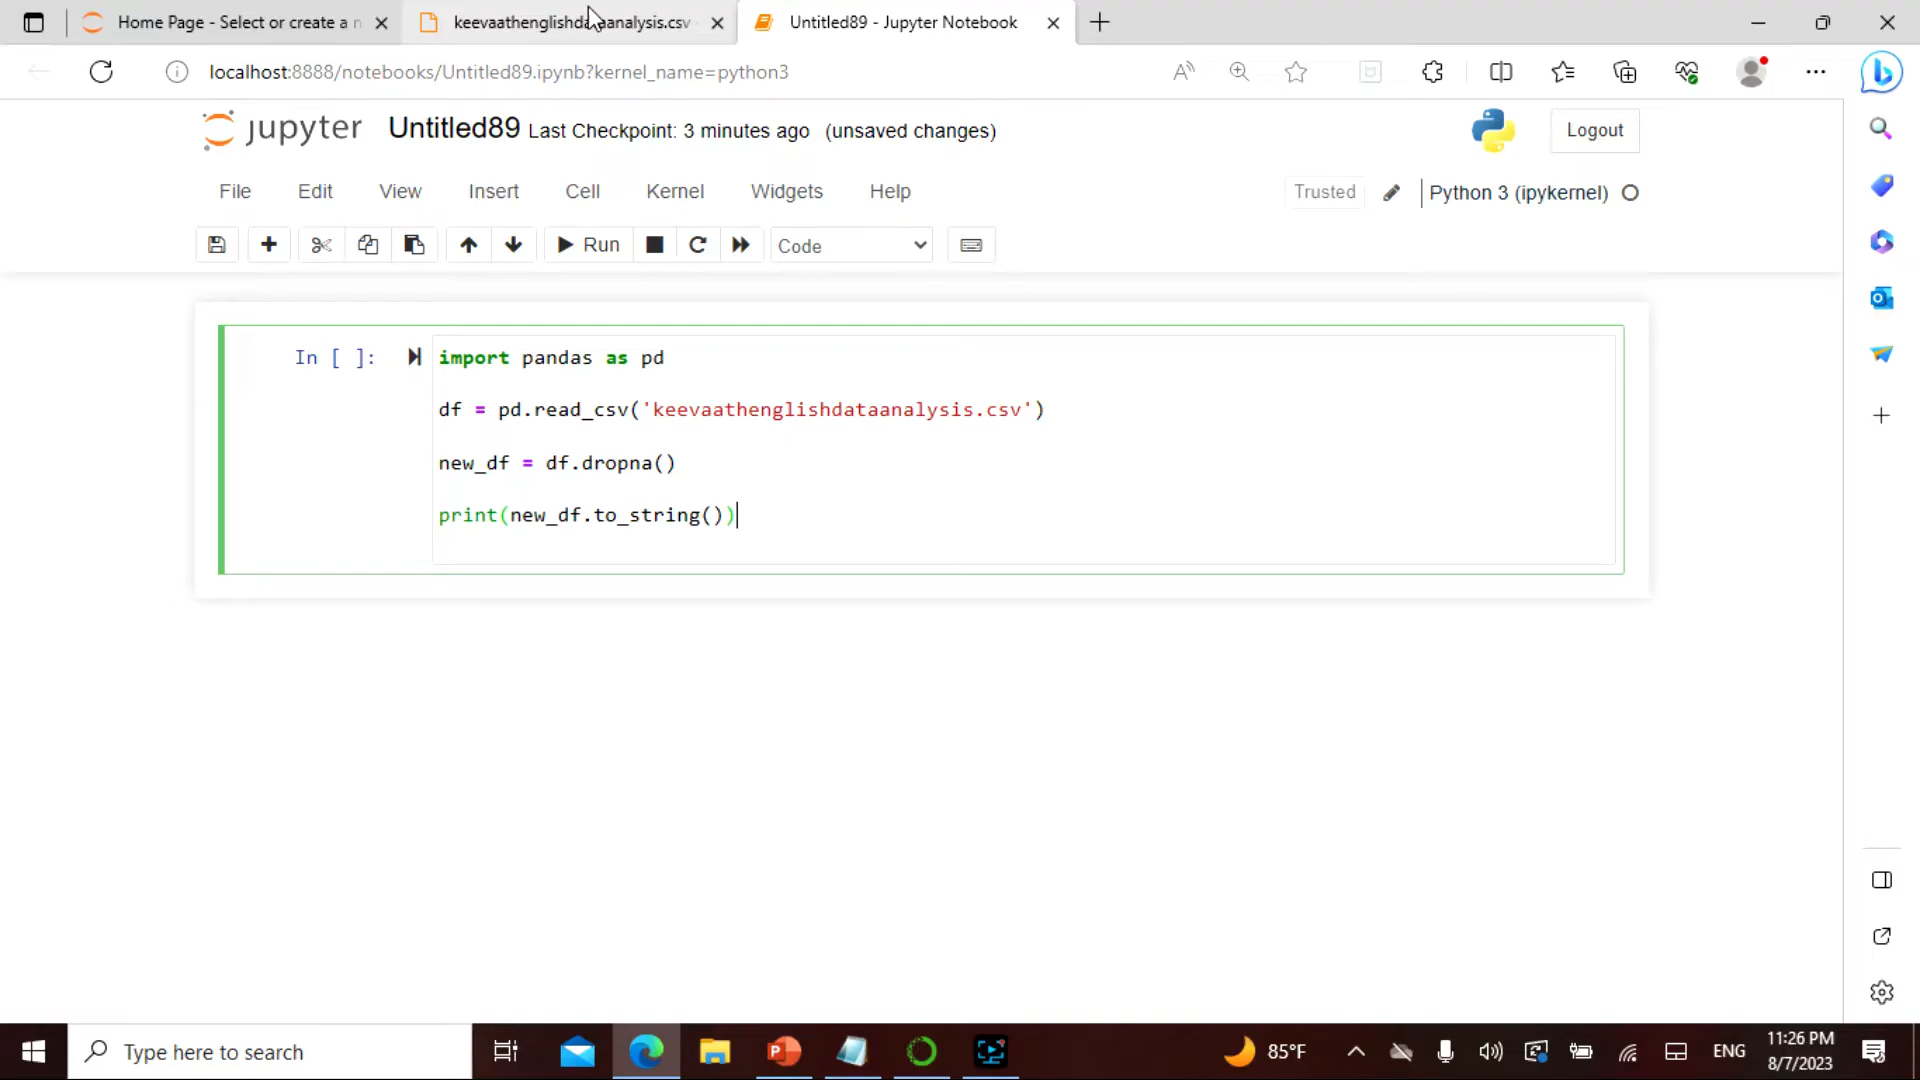 Home Page - Select or create a n
keevaathenglishdataanalysis.csv
Untitled89 - Jupyter Notebook
localhost:8888/notebooks/Untitled89.ipynb?kernel_name=python3
jupyter Untitled89 Last Checkpoint: 3 minutes ago (unsaved changes)
Logout
File Edit View Insert Cell Kernel Widgets Help
Trusted
Python 3 (ipykernel)
Run
Code
In [ ]:
import pandas as pd
df = pd.read_csv('keevaathenglishdataanalysis.csv')
new_df = df.dropna()
print(new_df.to_string())
Type here to search
85°F
ENG
11:26 PM
8/7/2023